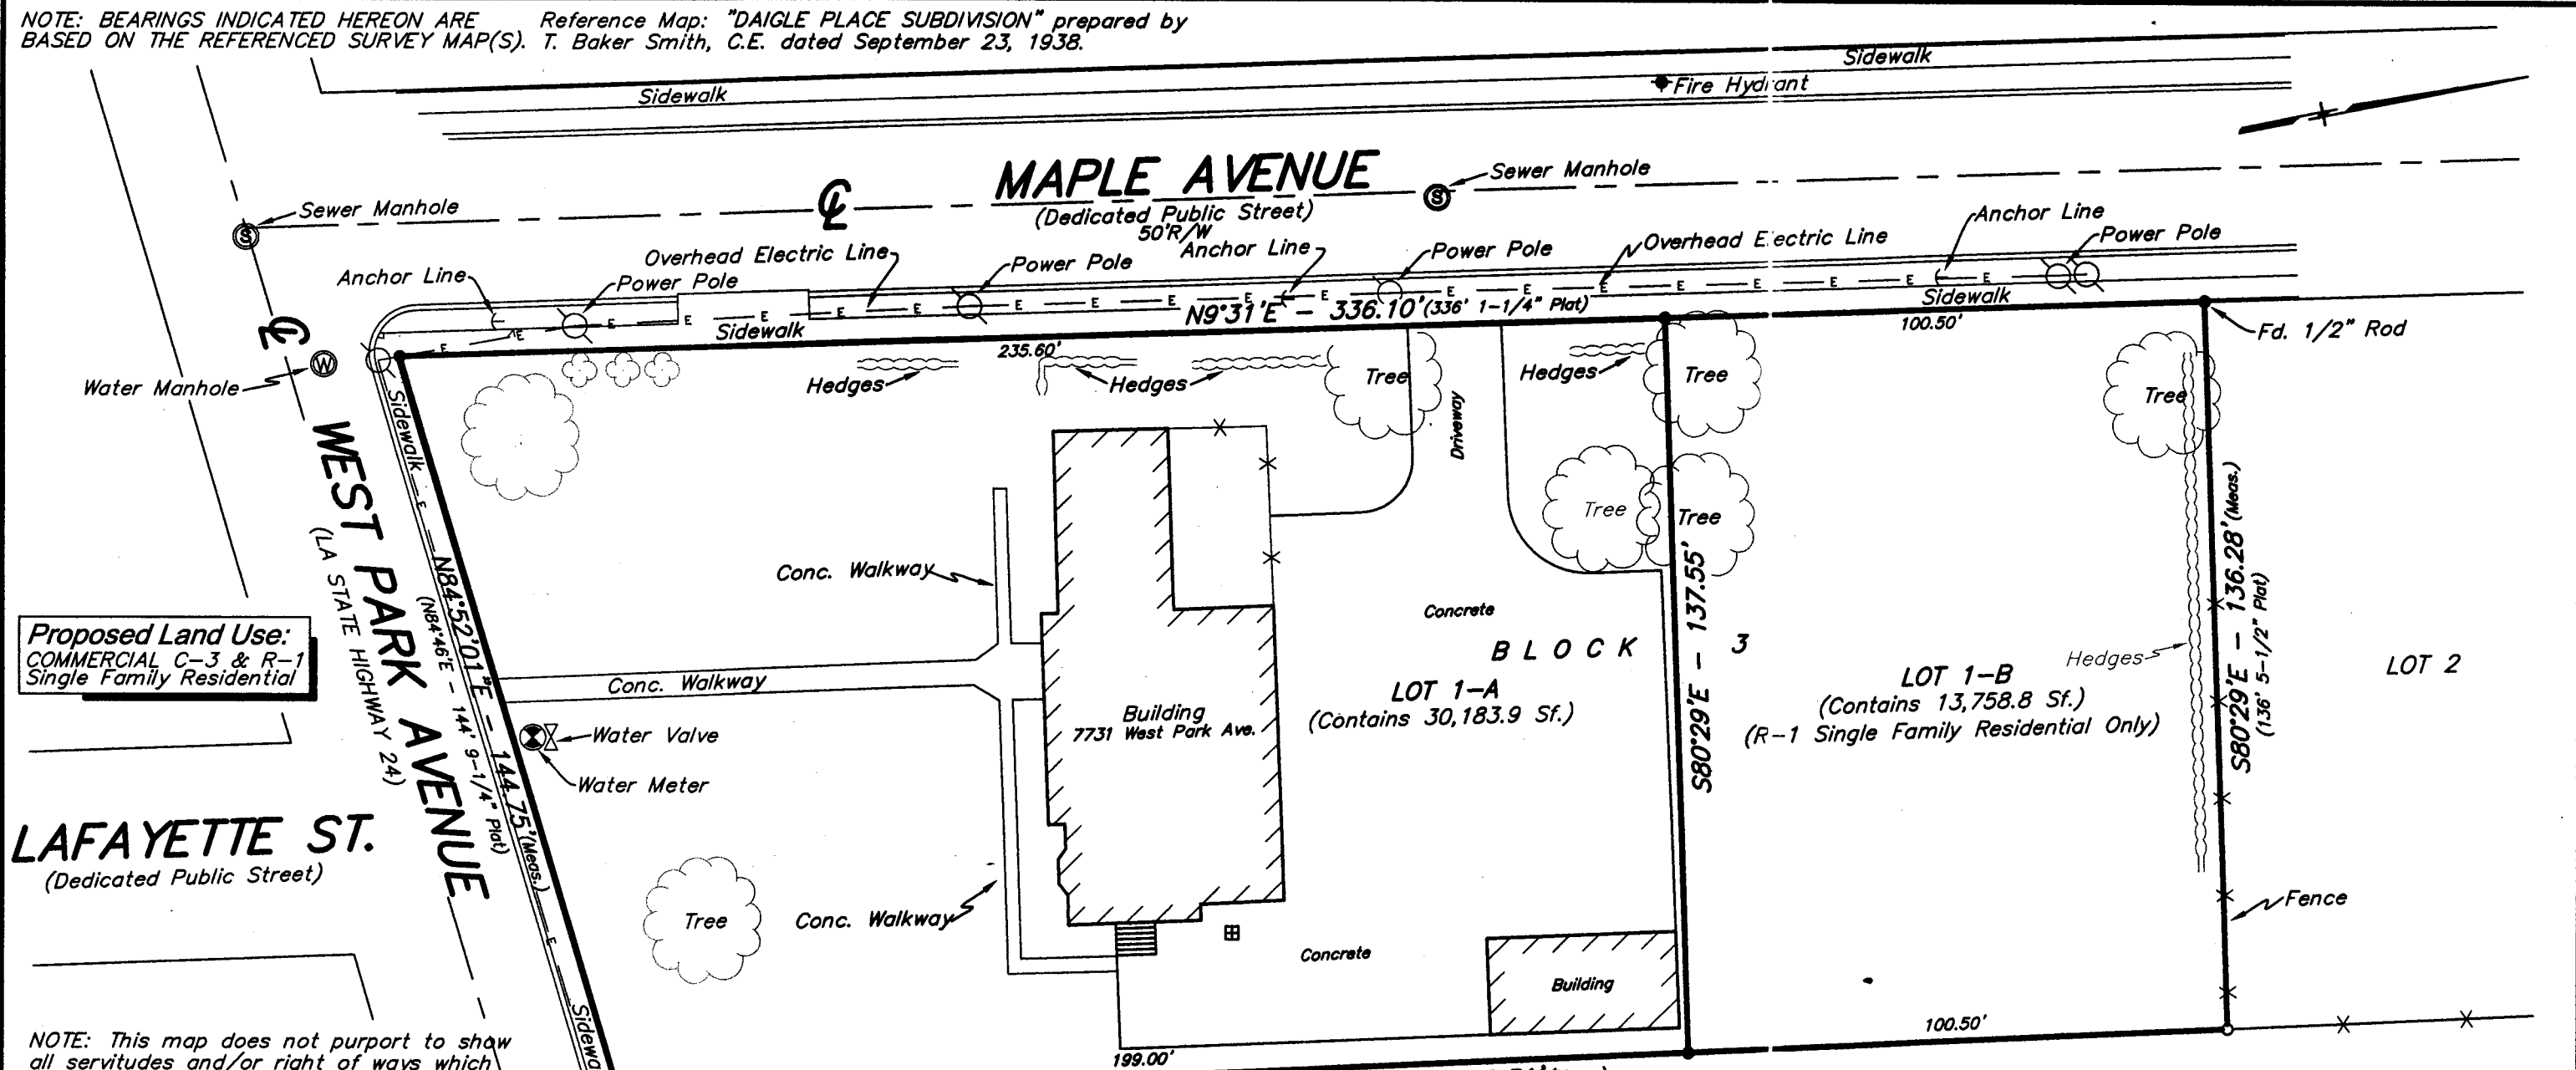 NOTE: BEARINGS INDICATED HEREON ARE
BASED ON THE REFERENCED SURVEY MAP(S).
Reference Map: "DAIGLE PLACE SUBDIVISION" prepared by
T. Baker Smith, C.E. dated September 23, 1938.
Sidewalk
Sidewalk
Fire Hydrant
MAPLE AVENUE
(Dedicated Public Street)
50'R/W
Sewer Manhole
S
Sewer Manhole
S
CL
Anchor Line
Power Pole
Overhead Electric Line
Power Pole
Anchor Line
Power Pole
Overhead Electric Line
Anchor Line
Power Pole
E E E E E E E E E E E E E E E E E
Sidewalk
Sidewalk
N9°31'E - 336.10' (336' 1-1/4" Plat)
235.60'
100.50'
Fd. 1/2" Rod
CL
W
Water Manhole
Sidewalk
Hedges
Hedges
Tree
Hedges
Tree
Tree
Driveway
Tree
Tree
WEST PARK AVENUE
(LA STATE HIGHWAY 24)
N84°52'01"E - 144.75' (Meas.)
(N84°46'E - 144' 9-1/4" Plat)
E
E
Conc. Walkway
Conc. Walkway
Concrete
BLOCK 3
S80°29'E - 137.55'
S80°29'E - 136.28' (Meas.)
(136' 5-1/2" Plat)
Proposed Land Use:
COMMERCIAL C-3 & R-1
Single Family Residential
LOT 1-A
(Contains 30,183.9 Sf.)
LOT 1-B
(Contains 13,758.8 Sf.)
(R-1 Single Family Residential Only)
Hedges
LOT 2
Building
7731 West Park Ave.
Water Valve
Water Meter
LAFAYETTE ST.
(Dedicated Public Street)
Tree
Conc. Walkway
Concrete
Building
Fence
Sidewa
100.50'
199.00'
NOTE: This map does not purport to show
all servitudes and/or right of ways which